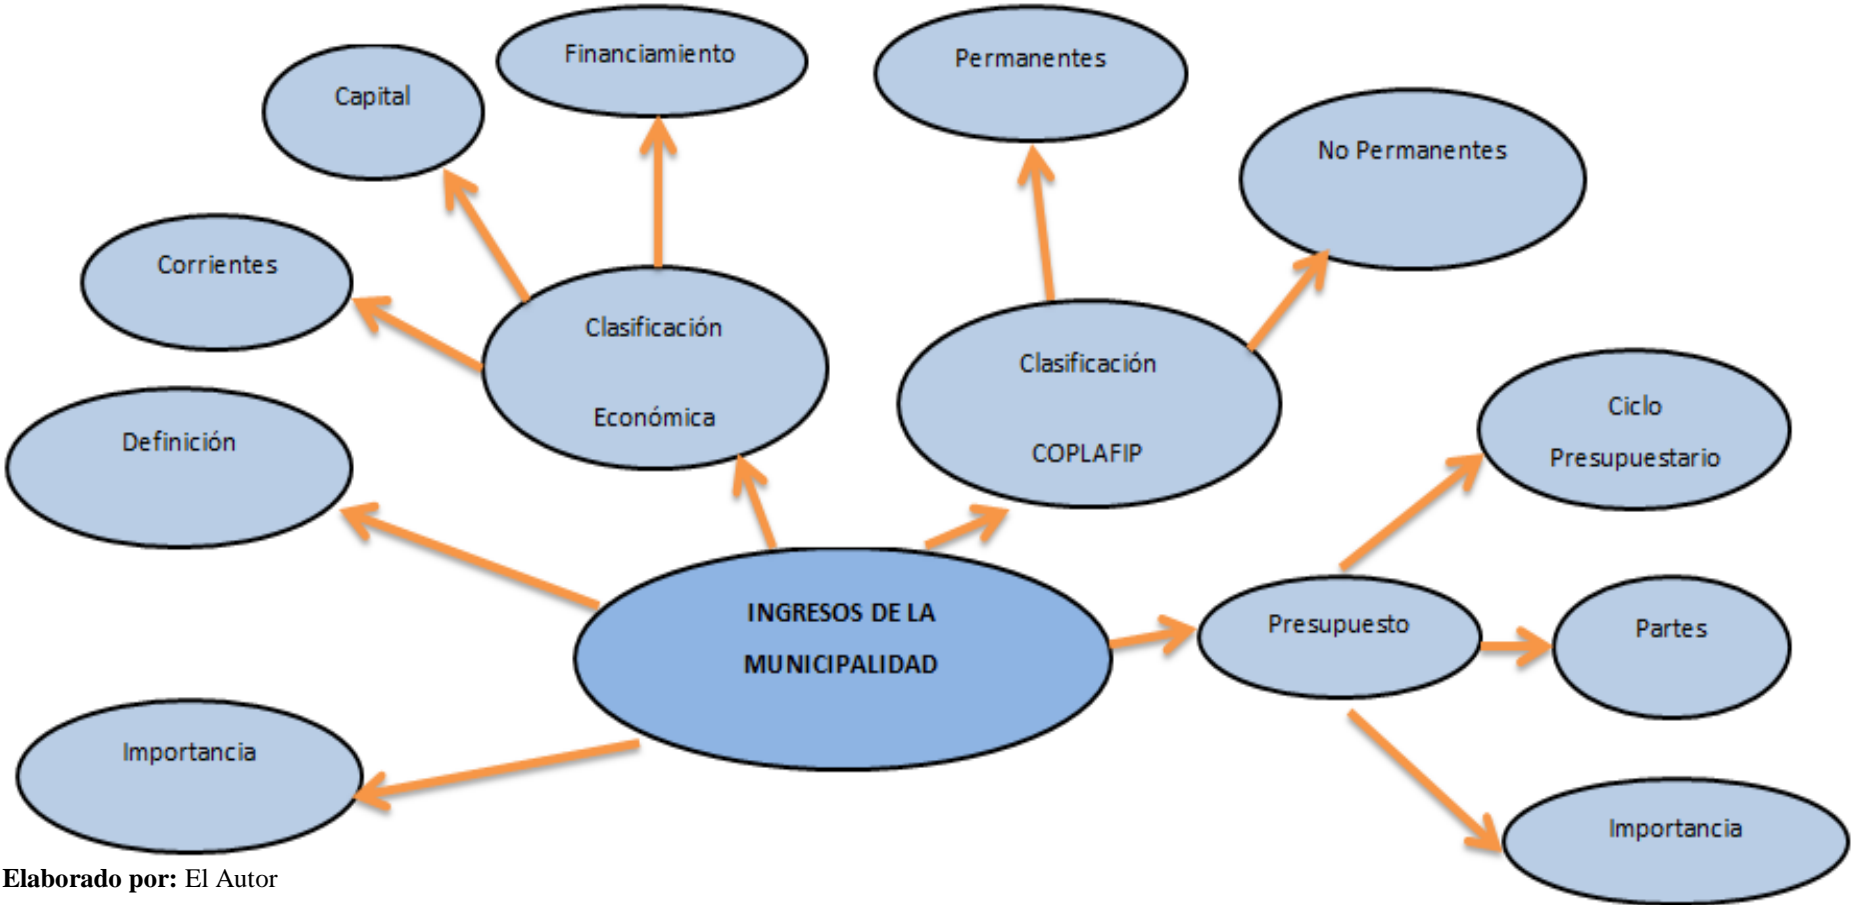 Financiamiento
Permanentes
Capital
No Permanentes
Corrientes
Clasificación
Económica
Clasificación
COPLAFIP
Ciclo
Presupuestario
Definición
INGRESOS DE LA
MUNICIPALIDAD
Presupuesto
Partes
Importancia
Importancia
Elaborado por: El Autor